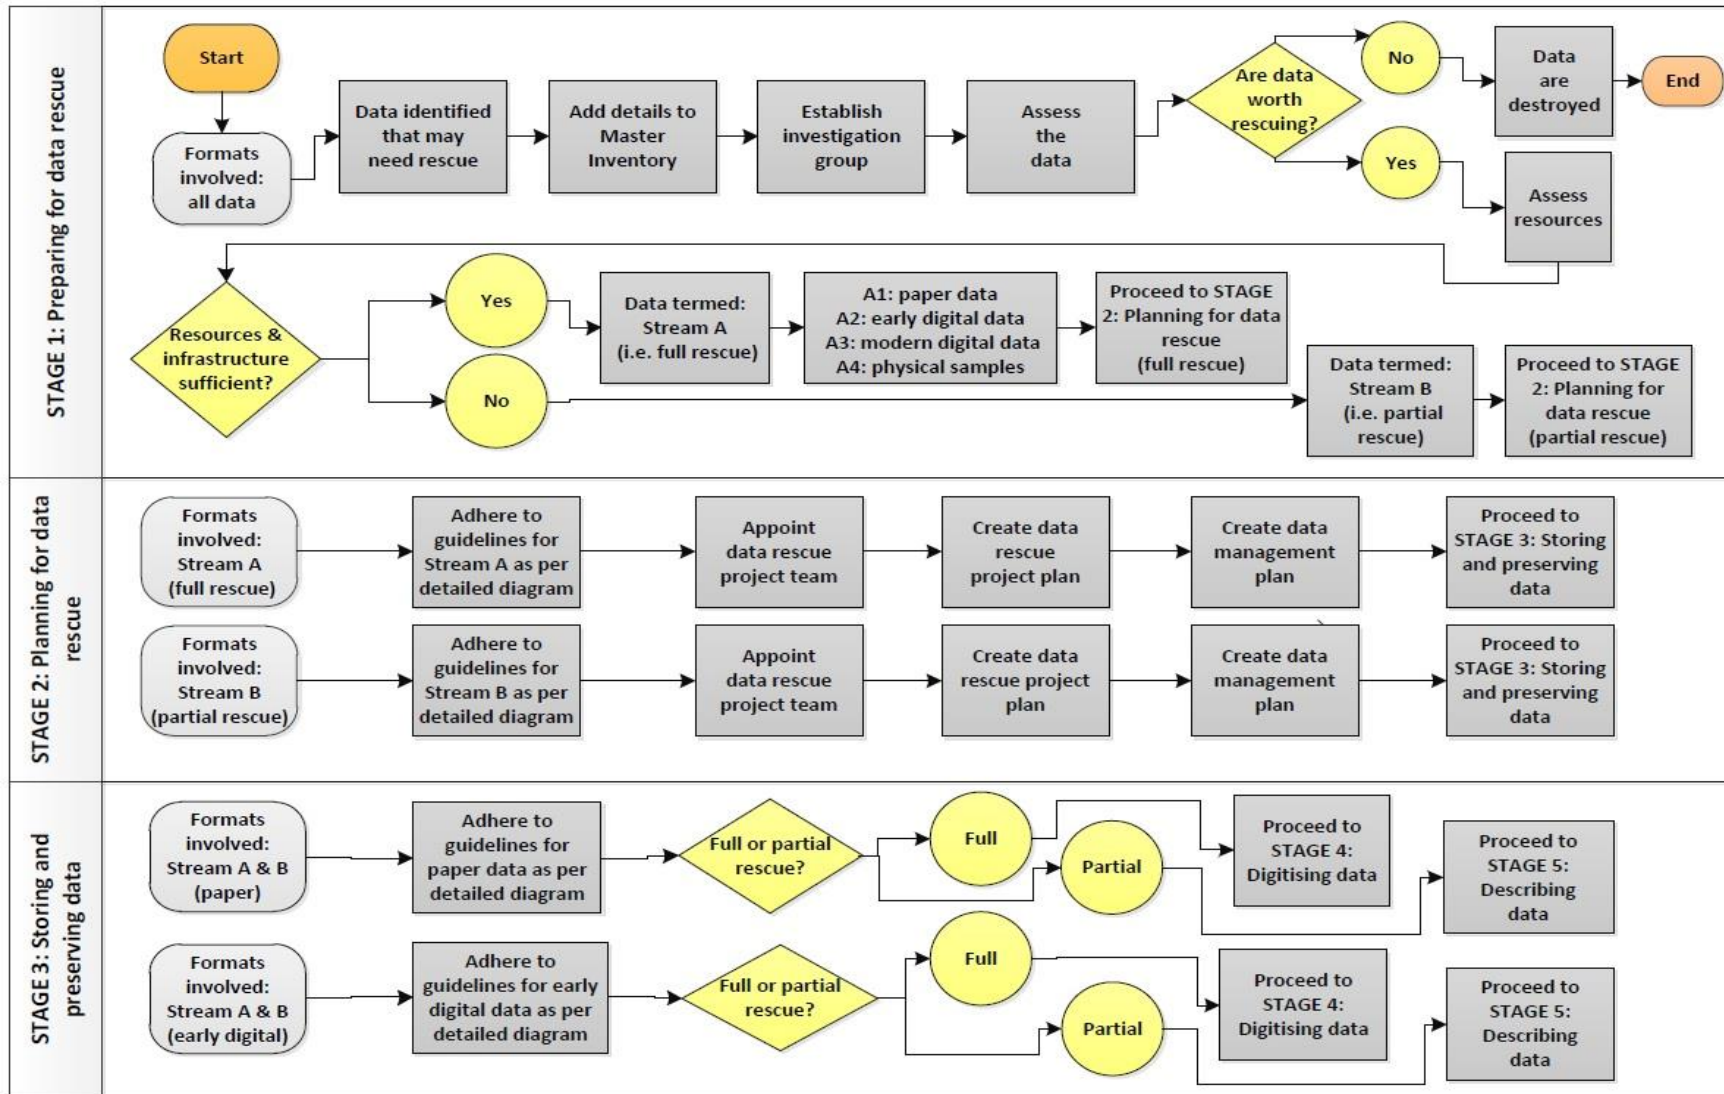 STAGE 1: Preparing for data rescue
Start
Formats
involved:
all data
Data identified
that may
need rescue
Add details to
Master
Inventory
Establish
investigation
group
Assess
the
data
Are data
worth
rescuing?
No
Data
are
destroyed
End
Yes
Assess
resources
Resources &
infrastructure
sufficient?
Yes
Data termed:
Stream A
(i.e. full rescue)
A1: paper data
A2: early digital data
A3: modern digital data
A4: physical samples
Proceed to STAGE
2: Planning for data
rescue
(full rescue)
No
Data termed:
Stream B
(i.e. partial
rescue)
Proceed to STAGE
2: Planning for
data rescue
(partial rescue)
STAGE 2: Planning for data
rescue
Formats
involved:
Stream A
(full rescue)
Adhere to
guidelines for
Stream A as per
detailed diagram
Appoint
data rescue
project team
Create data
rescue
project plan
Create data
management
plan
Proceed to
STAGE 3: Storing
and preserving
data
Formats
involved:
Stream B
(partial rescue)
Adhere to
guidelines for
Stream B as per
detailed diagram
Appoint
data rescue
project team
Create data
rescue project
plan
Create data
management
plan
Proceed to
STAGE 3: Storing
and preserving
data
STAGE 3: Storing and
preserving data
Formats
involved:
Stream A & B
(paper)
Adhere to
guidelines for
paper data as per
detailed diagram
Full or partial
rescue?
Full
Partial
Proceed to
STAGE 4:
Digitising data
Proceed to
STAGE 5:
Describing
data
Formats
involved:
Stream A & B
(early digital)
Adhere to
guidelines for early
digital data as per
detailed diagram
Full or partial
rescue?
Full
Partial
Proceed to
STAGE 4:
Digitising data
Proceed to
STAGE 5:
Describing
data